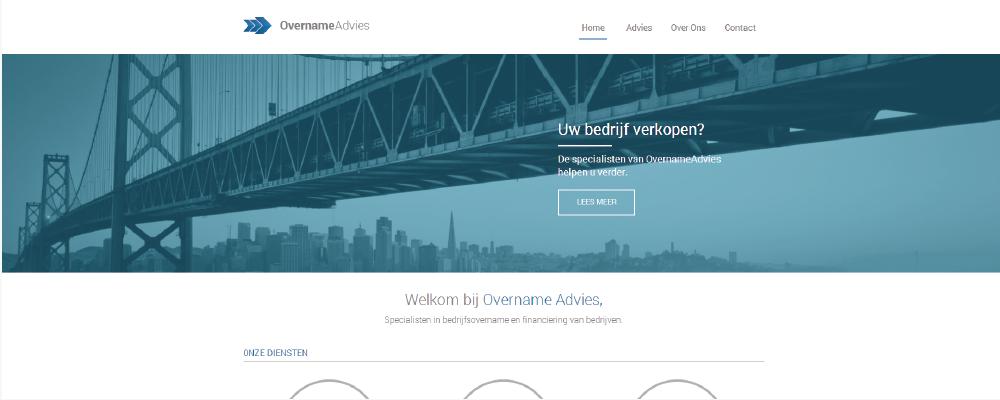 OvernameAdvies
Home Advies Over Ons Contact
Uw bedrijf verkopen?
De specialisten van OvernameAdvies
helpen u verder.
LEES MEER
Welkom bij Overname Advies,
Specialisten in bedrijfsovername en financiering van bedrijven.
ONZE DIENSTEN